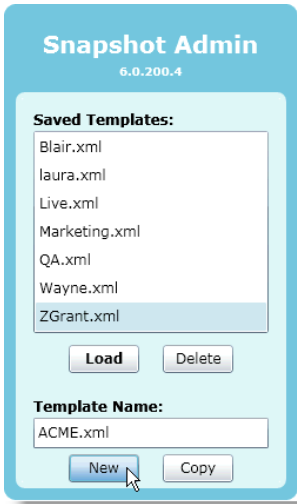 Snapshot Admin
6.0.200.4
Saved Templates:
Blair.xml
laura.xml
Live.xml
Marketing.xml
QA.xml
Wayne.xml
ZGrant.xml
Load Delete
Template Name:
ACME.xml
New Copy